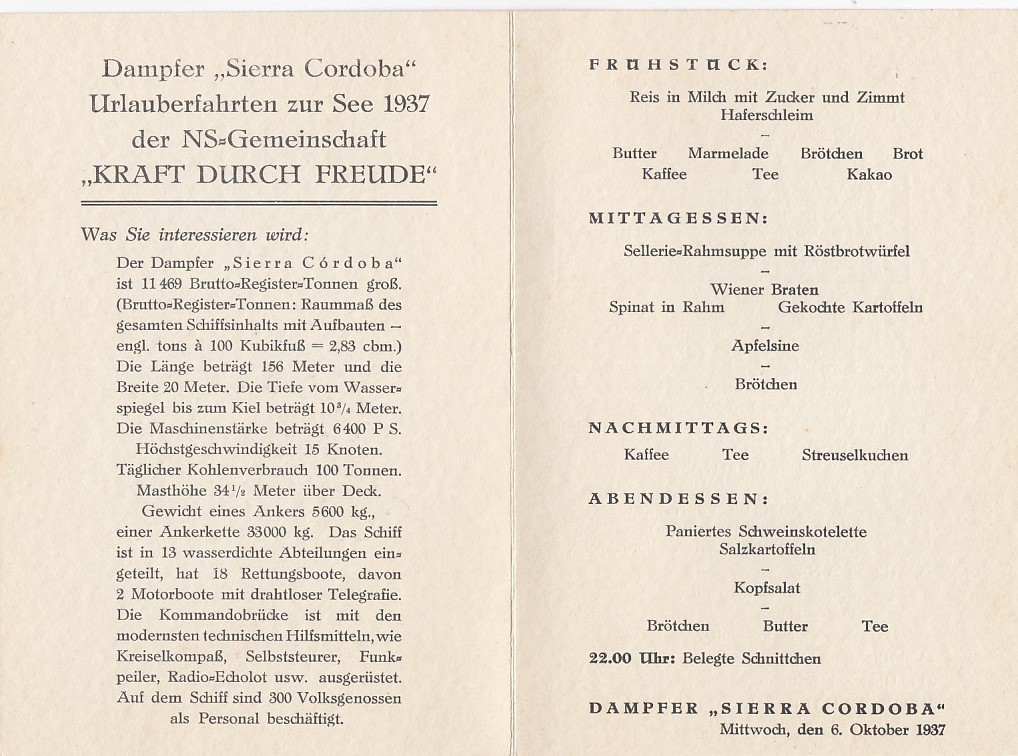 Dampfer „Sierra Cordoba“
Urlauberfahrten zur See 1937
der NS=Gemeinschaft
„KRAFT DURCH FREUDE“
Was Sie interessieren wird:
Der Dampfer „Sierra Córdoba“
ist 11 469 Brutto=Register=Tonnen groß.
(Brutto=Register=Tonnen: Raummaß des
gesamten Schiffsinhalts mit Aufbauten —
engl. tons à 100 Kubikfuß = 2,83 cbm.)
Die Länge beträgt 156 Meter und die
Breite 20 Meter. Die Tiefe vom Wasser=
spiegel bis zum Kiel beträgt 10 3/4 Meter.
Die Maschinenstärke beträgt 6400 P S.
Höchstgeschwindigkeit 15 Knoten.
Täglicher Kohlenverbrauch 100 Tonnen.
Masthöhe 34 1/2 Meter über Deck.
Gewicht eines Ankers 5600 kg.,
einer Ankerkette 33000 kg. Das Schiff
ist in 13 wasserdichte Abteilungen ein=
geteilt, hat 18 Rettungsboote, davon
2 Motorboote mit drahtloser Telegrafie.
Die Kommandobrücke ist mit den
modernsten technischen Hilfsmitteln, wie
Kreiselkompaß, Selbststeurer, Funk=
peiler, Radio=Echolot usw. ausgerüstet.
Auf dem Schiff sind 300 Volksgenossen
als Personal beschäftigt.
FRÜHSTÜCK:
Reis in Milch mit Zucker und Zimmt
Haferschleim
–
Butter Marmelade Brötchen Brot
Kaffee Tee Kakao
MITTAGESSEN:
Sellerie=Rahmsuppe mit Röstbrotwürfel
–
Wiener Braten
Spinat in Rahm Gekochte Kartoffeln
–
Apfelsine
–
Brötchen
NACHMITTAGS:
Kaffee Tee Streuselkuchen
ABENDESSEN:
Paniertes Schweinskotelette
Salzkartoffeln
–
Kopfsalat
–
Brötchen Butter Tee
22.00 Uhr: Belegte Schnittchen
DAMPFER „SIERRA CORDOBA“
Mittwoch, den 6. Oktober 1937